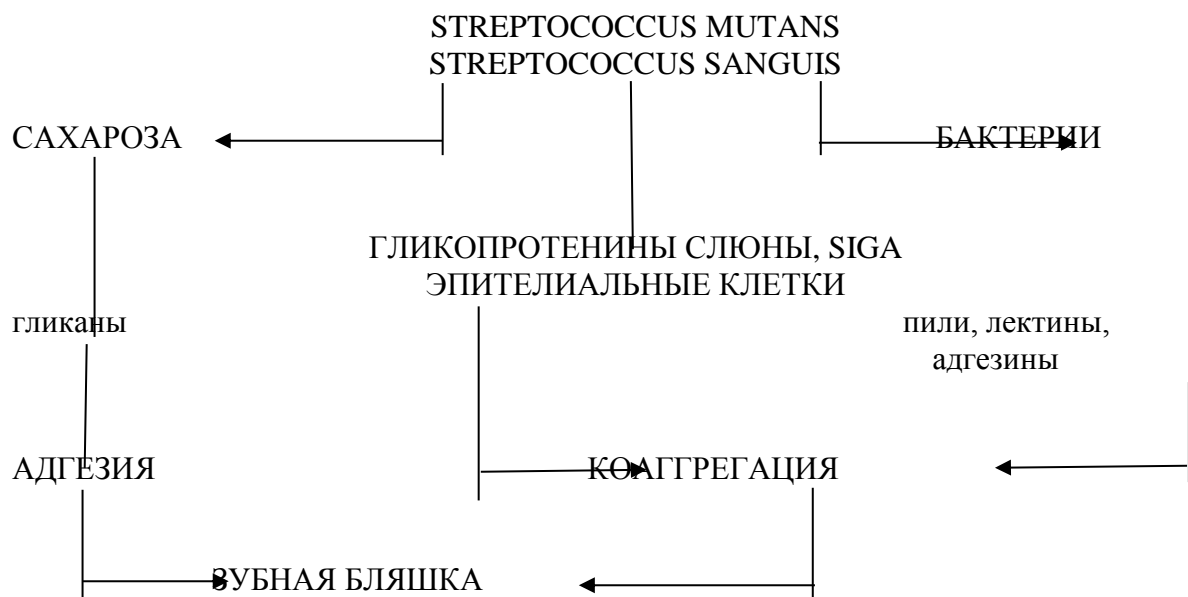 STREPTOCOCCUS MUTANS
STREPTOCOCCUS SANGUIS
САХАРОЗА БАКТЕРИИ
ГЛИКОПРОТЕНИНЫ СЛЮНЫ, SIGA
ЭПИТЕЛИАЛЬНЫЕ КЛЕТКИ
гликаны пили, лектины,
адгезины
АДГЕЗИЯ КОАГГРЕГАЦИЯ
ЗУБНАЯ БЛЯШКА